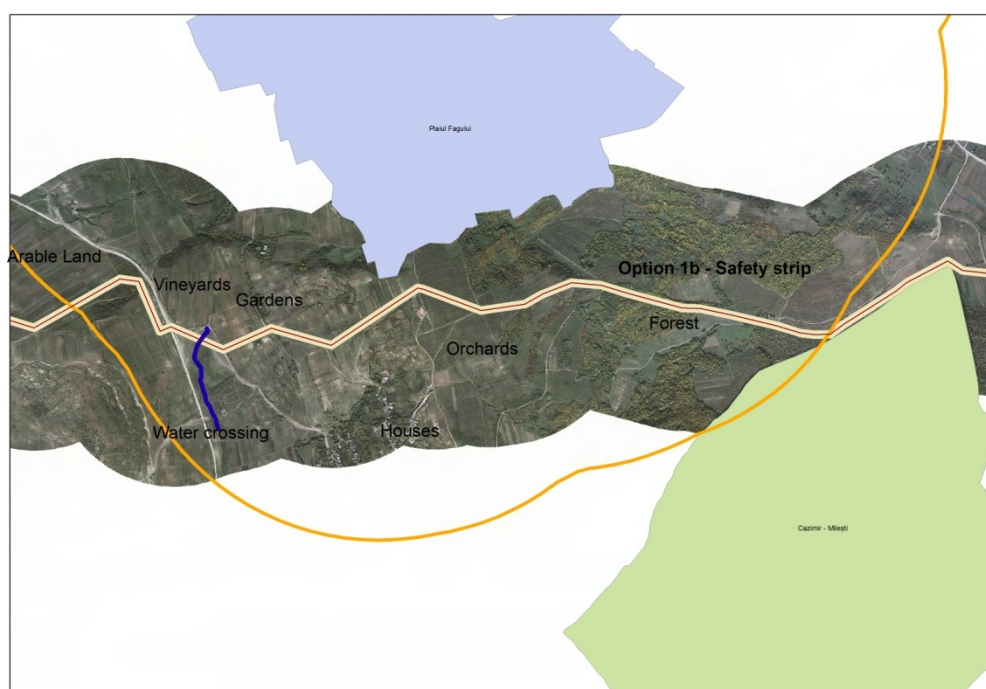 Plaiul Fagului
Arable Land
Vineyards
Gardens
Option 1b - Safety strip
Forest
Orchards
Water crossing
Houses
Cazimir - Milești